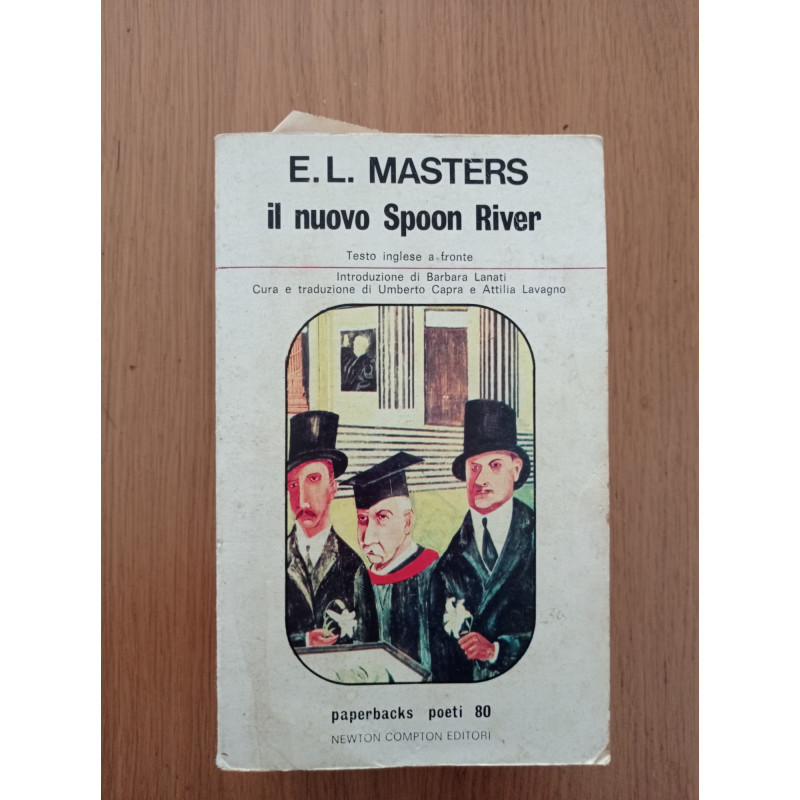 E. L. MASTERS
il nuovo Spoon River
Testo inglese a fronte
Introduzione di Barbara Lanati
Cura e traduzione di Umberto Capra e Attilia Lavagno
paperbacks poeti 80
NEWTON COMPTON EDITORI